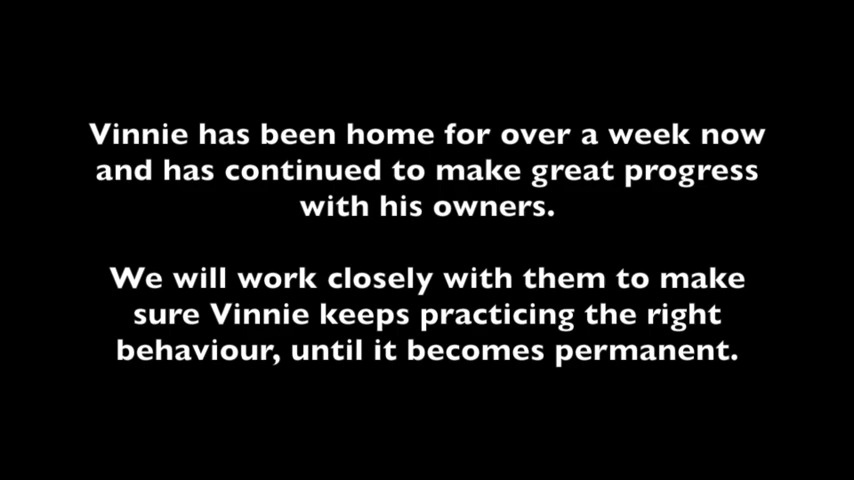 Vinnie has been home for over a week now
and has continued to make great progress
with his owners.
We will work closely with them to make
sure Vinnie keeps practicing the right
behaviour, until it becomes permanent.